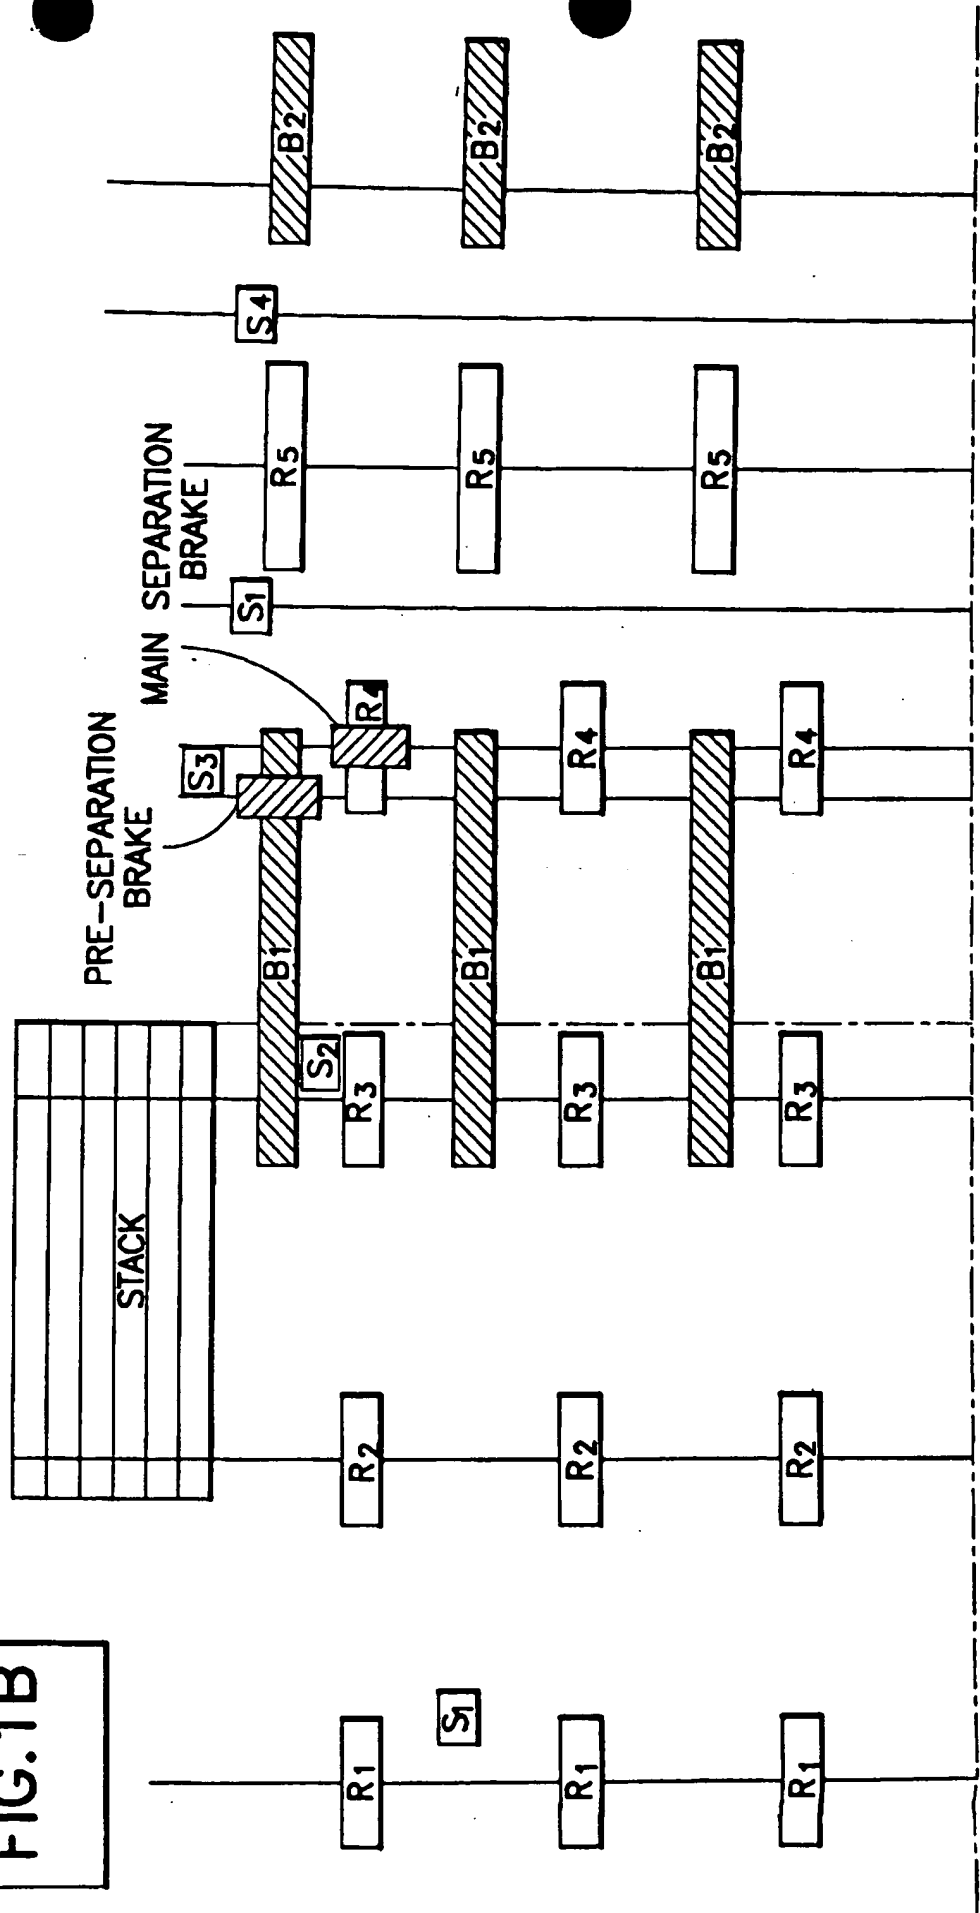 FIG.1B
STACK
PRE-SEPARATION
BRAKE
MAIN SEPARATION
BRAKE
S3
S1
S4
B1
R5
B2
S2
R1
R2
R3
R4
S1
B1
R5
B2
R1
R2
R3
R4
B1
R5
B2
R1
R2
R3
R4